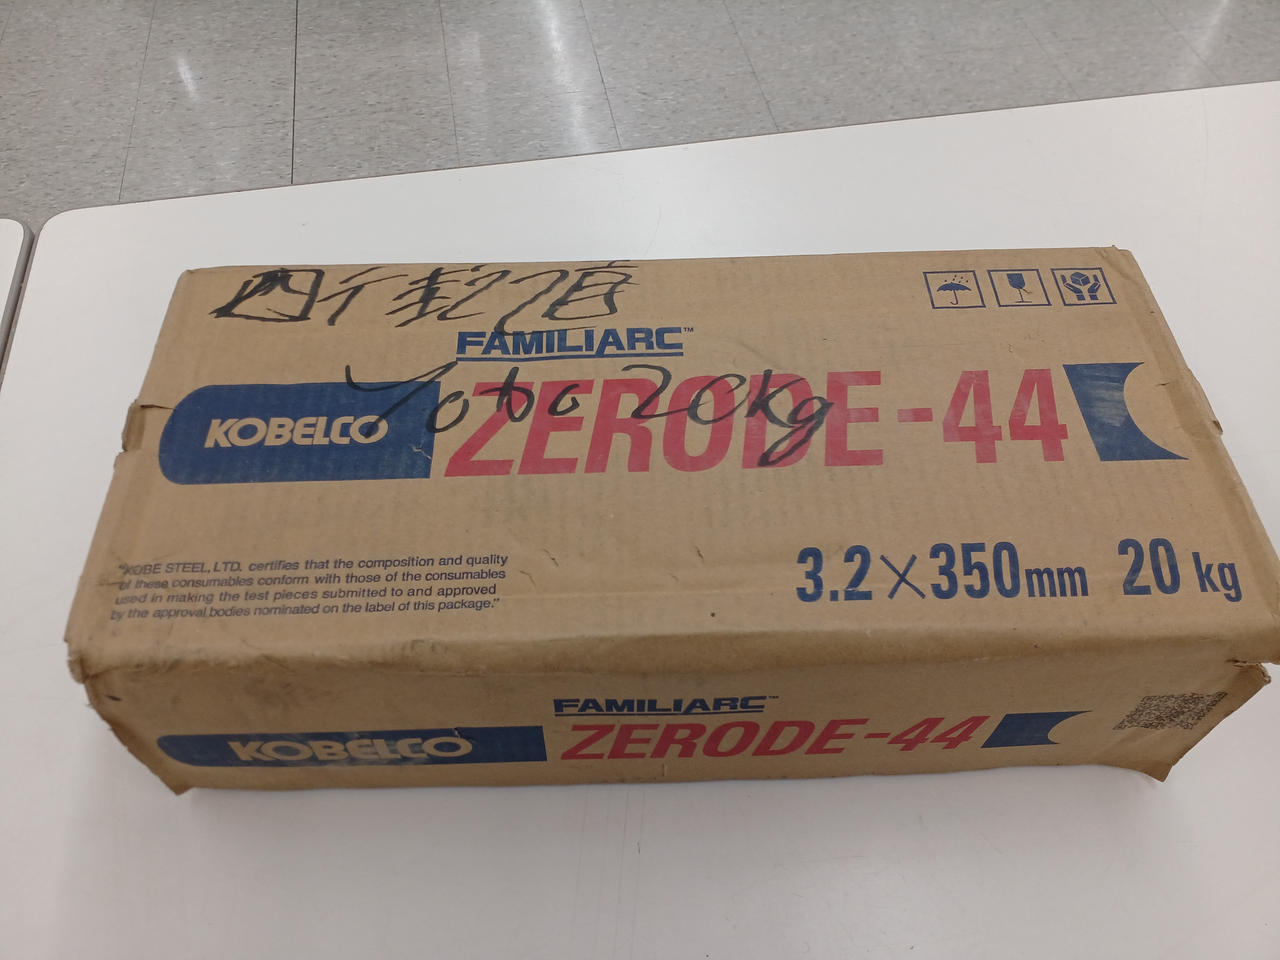 FAMILIARC™
KOBELCO ZERODE-44
Yoto 20kg
"KOBE STEEL, LTD. certifies that the composition and quality
of these consumables conform with those of the consumables
used in making the test pieces submitted to and approved
by the approval bodies nominated on the label of this package."
3.2×350mm 20 kg
FAMILIARC™
KOBELCO ZERODE-44